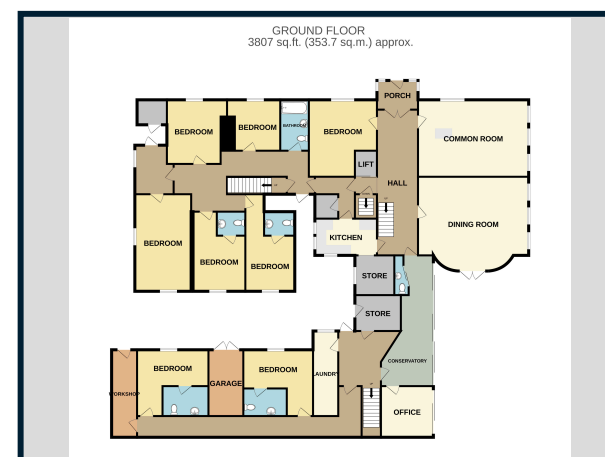 GROUND FLOOR
3807 sq.ft. (353.7 sq.m.) approx.
PORCH
BEDROOM
BEDROOM
BATHROOM
BEDROOM
COMMON ROOM
LIFT
HALL
DINING ROOM
BEDROOM
BEDROOM
BEDROOM
KITCHEN
STORE
STORE
CONSERVATORY
BEDROOM
GARAGE
BEDROOM
LAUNDRY
WORKSHOP
OFFICE